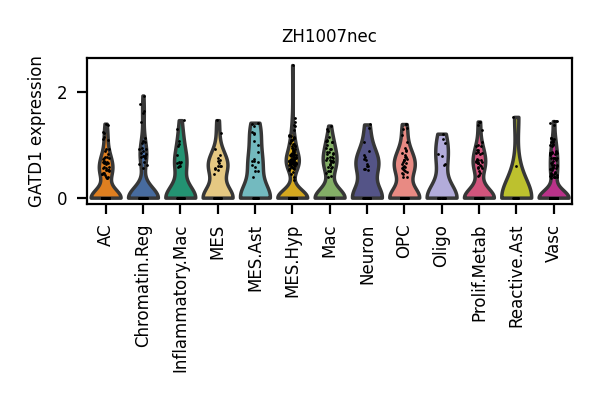 ZH1007nec
GATD1 expression
2
0
AC
Chromatin.Reg
Inflammatory.Mac
MES
MES.Ast
MES.Hyp
Mac
Neuron
OPC
Oligo
Prolif.Metab
Reactive.Ast
Vasc